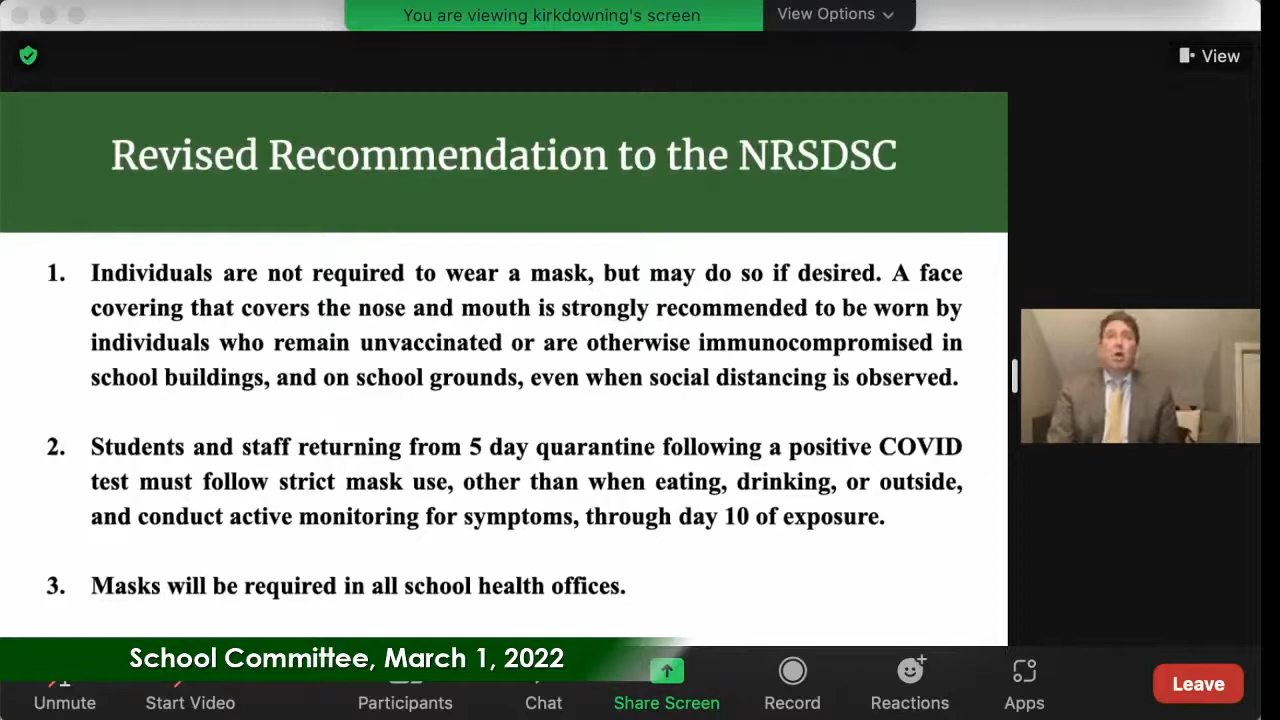 You are viewing kirkdowning's screen
View Options
View
Revised Recommendation to the NRSDSC
1. Individuals are not required to wear a mask, but may do so if desired. A face
covering that covers the nose and mouth is strongly recommended to be worn by
individuals who remain unvaccinated or are otherwise immunocompromised in
school buildings, and on school grounds, even when social distancing is observed.
2. Students and staff returning from 5 day quarantine following a positive COVID
test must follow strict mask use, other than when eating, drinking, or outside,
and conduct active monitoring for symptoms, through day 10 of exposure.
3. Masks will be required in all school health offices.
School Committee, March 1, 2022
Unmute
Start Video
Participants
Chat
Share Screen
Record
Reactions
Apps
Leave